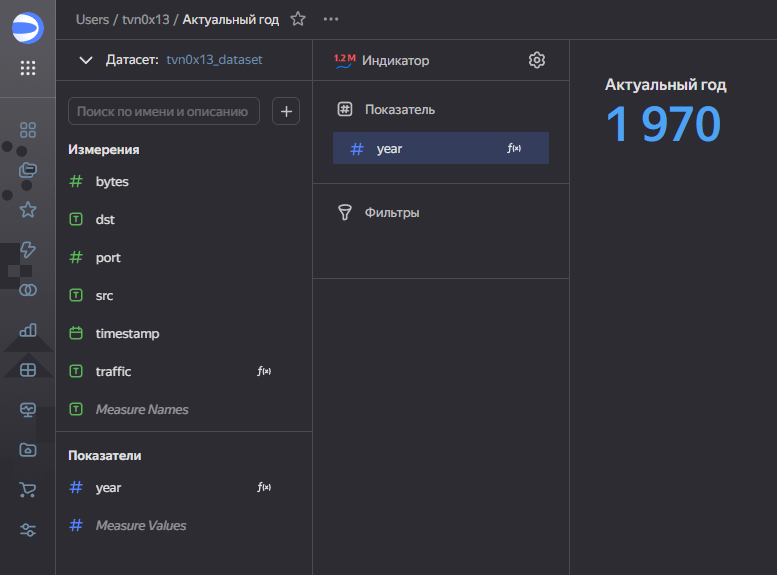 Users / tvn0x13 / Актуальный год
Датасет: tvn0x13_dataset
Поиск по имени и описанию
Измерения
bytes
dst
port
src
timestamp
traffic f(x)
Measure Names
Показатели
year f(x)
Measure Values
1.2 M Индикатор
Показатель
year f(x)
Фильтры
Актуальный год
1 970